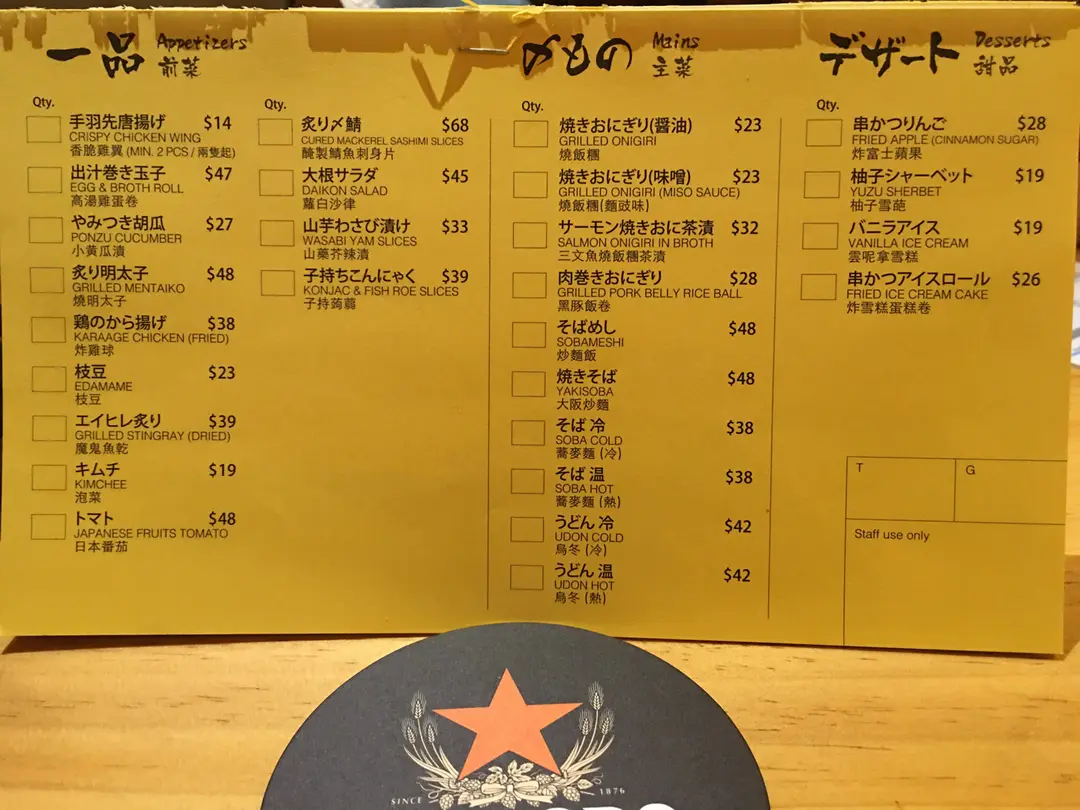 一品 Appetizers
前菜
Qty.
手羽先唐揚げ $14
CRISPY CHICKEN WING
香脆雞翼 (MIN. 2 PCS / 兩隻起)
出汁巻き玉子 $47
EGG & BROTH ROLL
高湯雞蛋卷
やみつき胡瓜 $27
PONZU CUCUMBER
小黄瓜漬
炙り明太子 $48
GRILLED MENTAIKO
燒明太子
鶏のから揚げ $38
KARAAGE CHICKEN (FRIED)
炸雞球
枝豆 $23
EDAMAME
枝豆
エイヒレ炙り $39
GRILLED STINGRAY (DRIED)
魔鬼魚乾
キムチ $19
KIMCHEE
泡菜
トマト $48
JAPANESE FRUITS TOMATO
日本番茄
Qty.
炙り〆鯖 $68
CURED MACKEREL SASHIMI SLICES
醃製鯖魚刺身片
大根サラダ $45
DAIKON SALAD
蘿白沙律
山芋わさび漬け $33
WASABI YAM SLICES
山藥芥辣漬
子持ちこんにゃく $39
KONJAC & FISH ROE SLICES
子持蒟蒻
〆もの Mains
主菜
Qty.
焼きおにぎり(醤油) $23
GRILLED ONIGIRI
燒飯糰
焼きおにぎり(味噌) $23
GRILLED ONIGIRI (MISO SAUCE)
燒飯糰(麵豉味)
サーモン焼きおに茶漬 $32
SALMON ONIGIRI IN BROTH
三文魚燒飯糰茶漬
肉巻きおにぎり $28
GRILLED PORK BELLY RICE BALL
黑豚飯卷
そばめし $48
SOBAMESHI
炒麵飯
焼きそば $48
YAKISOBA
大阪炒麵
そば 冷 $38
SOBA COLD
蕎麥麵 (冷)
そば 温 $38
SOBA HOT
蕎麥麵 (熱)
うどん 冷 $42
UDON COLD
烏冬 (冷)
うどん 温 $42
UDON HOT
烏冬 (熱)
デザート Desserts
甜品
Qty.
串かつりんご $28
FRIED APPLE (CINNAMON SUGAR)
炸富士蘋果
柚子シャーベット $19
YUZU SHERBET
柚子雪葩
バニラアイス $19
VANILLA ICE CREAM
雲呢拿雪糕
串かつアイスロール $26
FRIED ICE CREAM CAKE
炸雪糕蛋糕卷
T G
Staff use only
SINCE 1876